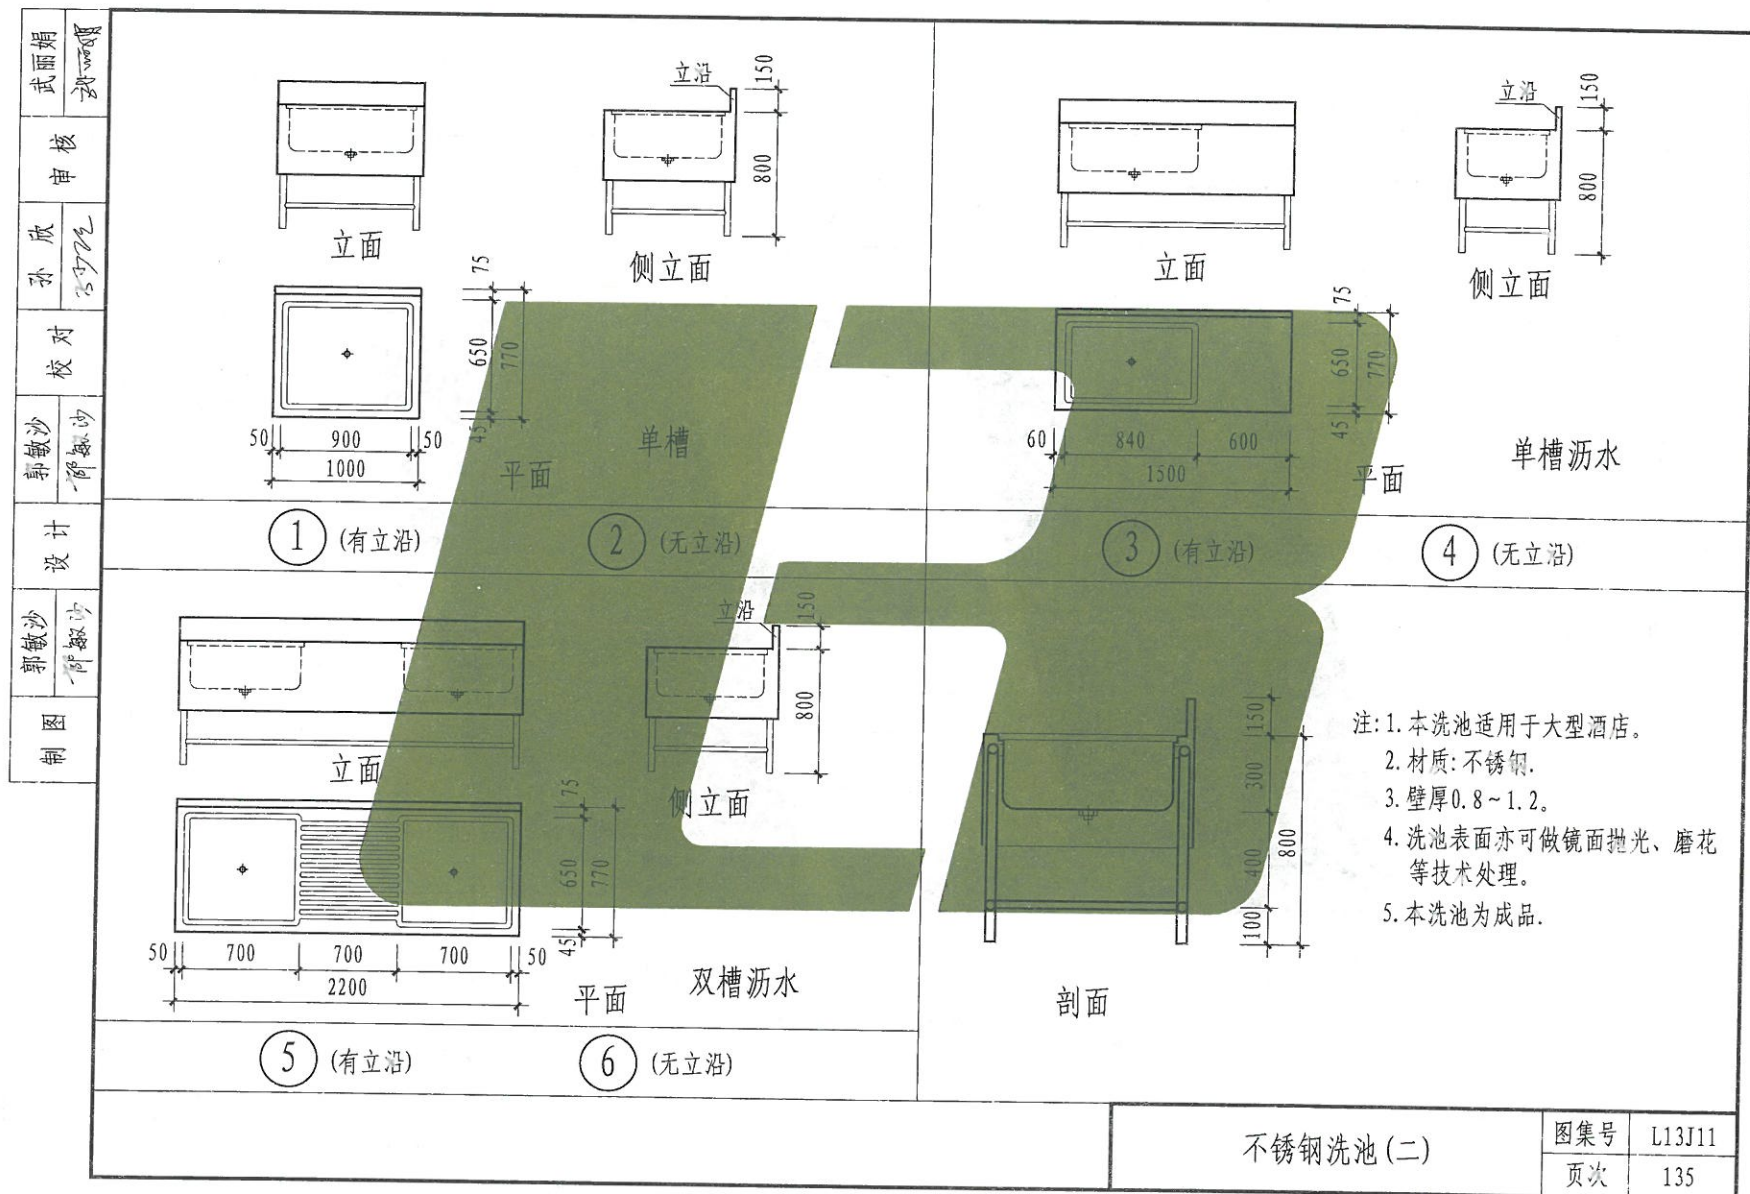 武丽娟
审核
孙欣
校对
郭敏沙
设计
郭敏沙
制图
立沿
150
800
立面
侧立面
75
650
770
45
50 900 50
1000
平面
单槽
① (有立沿)
② (无立沿)
立沿
150
800
立面
侧立面
75
650
770
45
60 840 600
1500
平面
单槽沥水
③ (有立沿)
④ (无立沿)
立沿
150
800
立面
侧立面
75
650
770
45
50 700 700 700 50
2200
平面
双槽沥水
⑤ (有立沿)
⑥ (无立沿)
150
300
400
100
800
剖面
注:1.本洗池适用于大型酒店。
2.材质:不锈钢.
3.壁厚0.8~1.2。
4.洗池表面亦可做镜面抛光、磨花
等技术处理。
5.本洗池为成品.
不锈钢洗池(二)
图集号 L13J11
页次 135